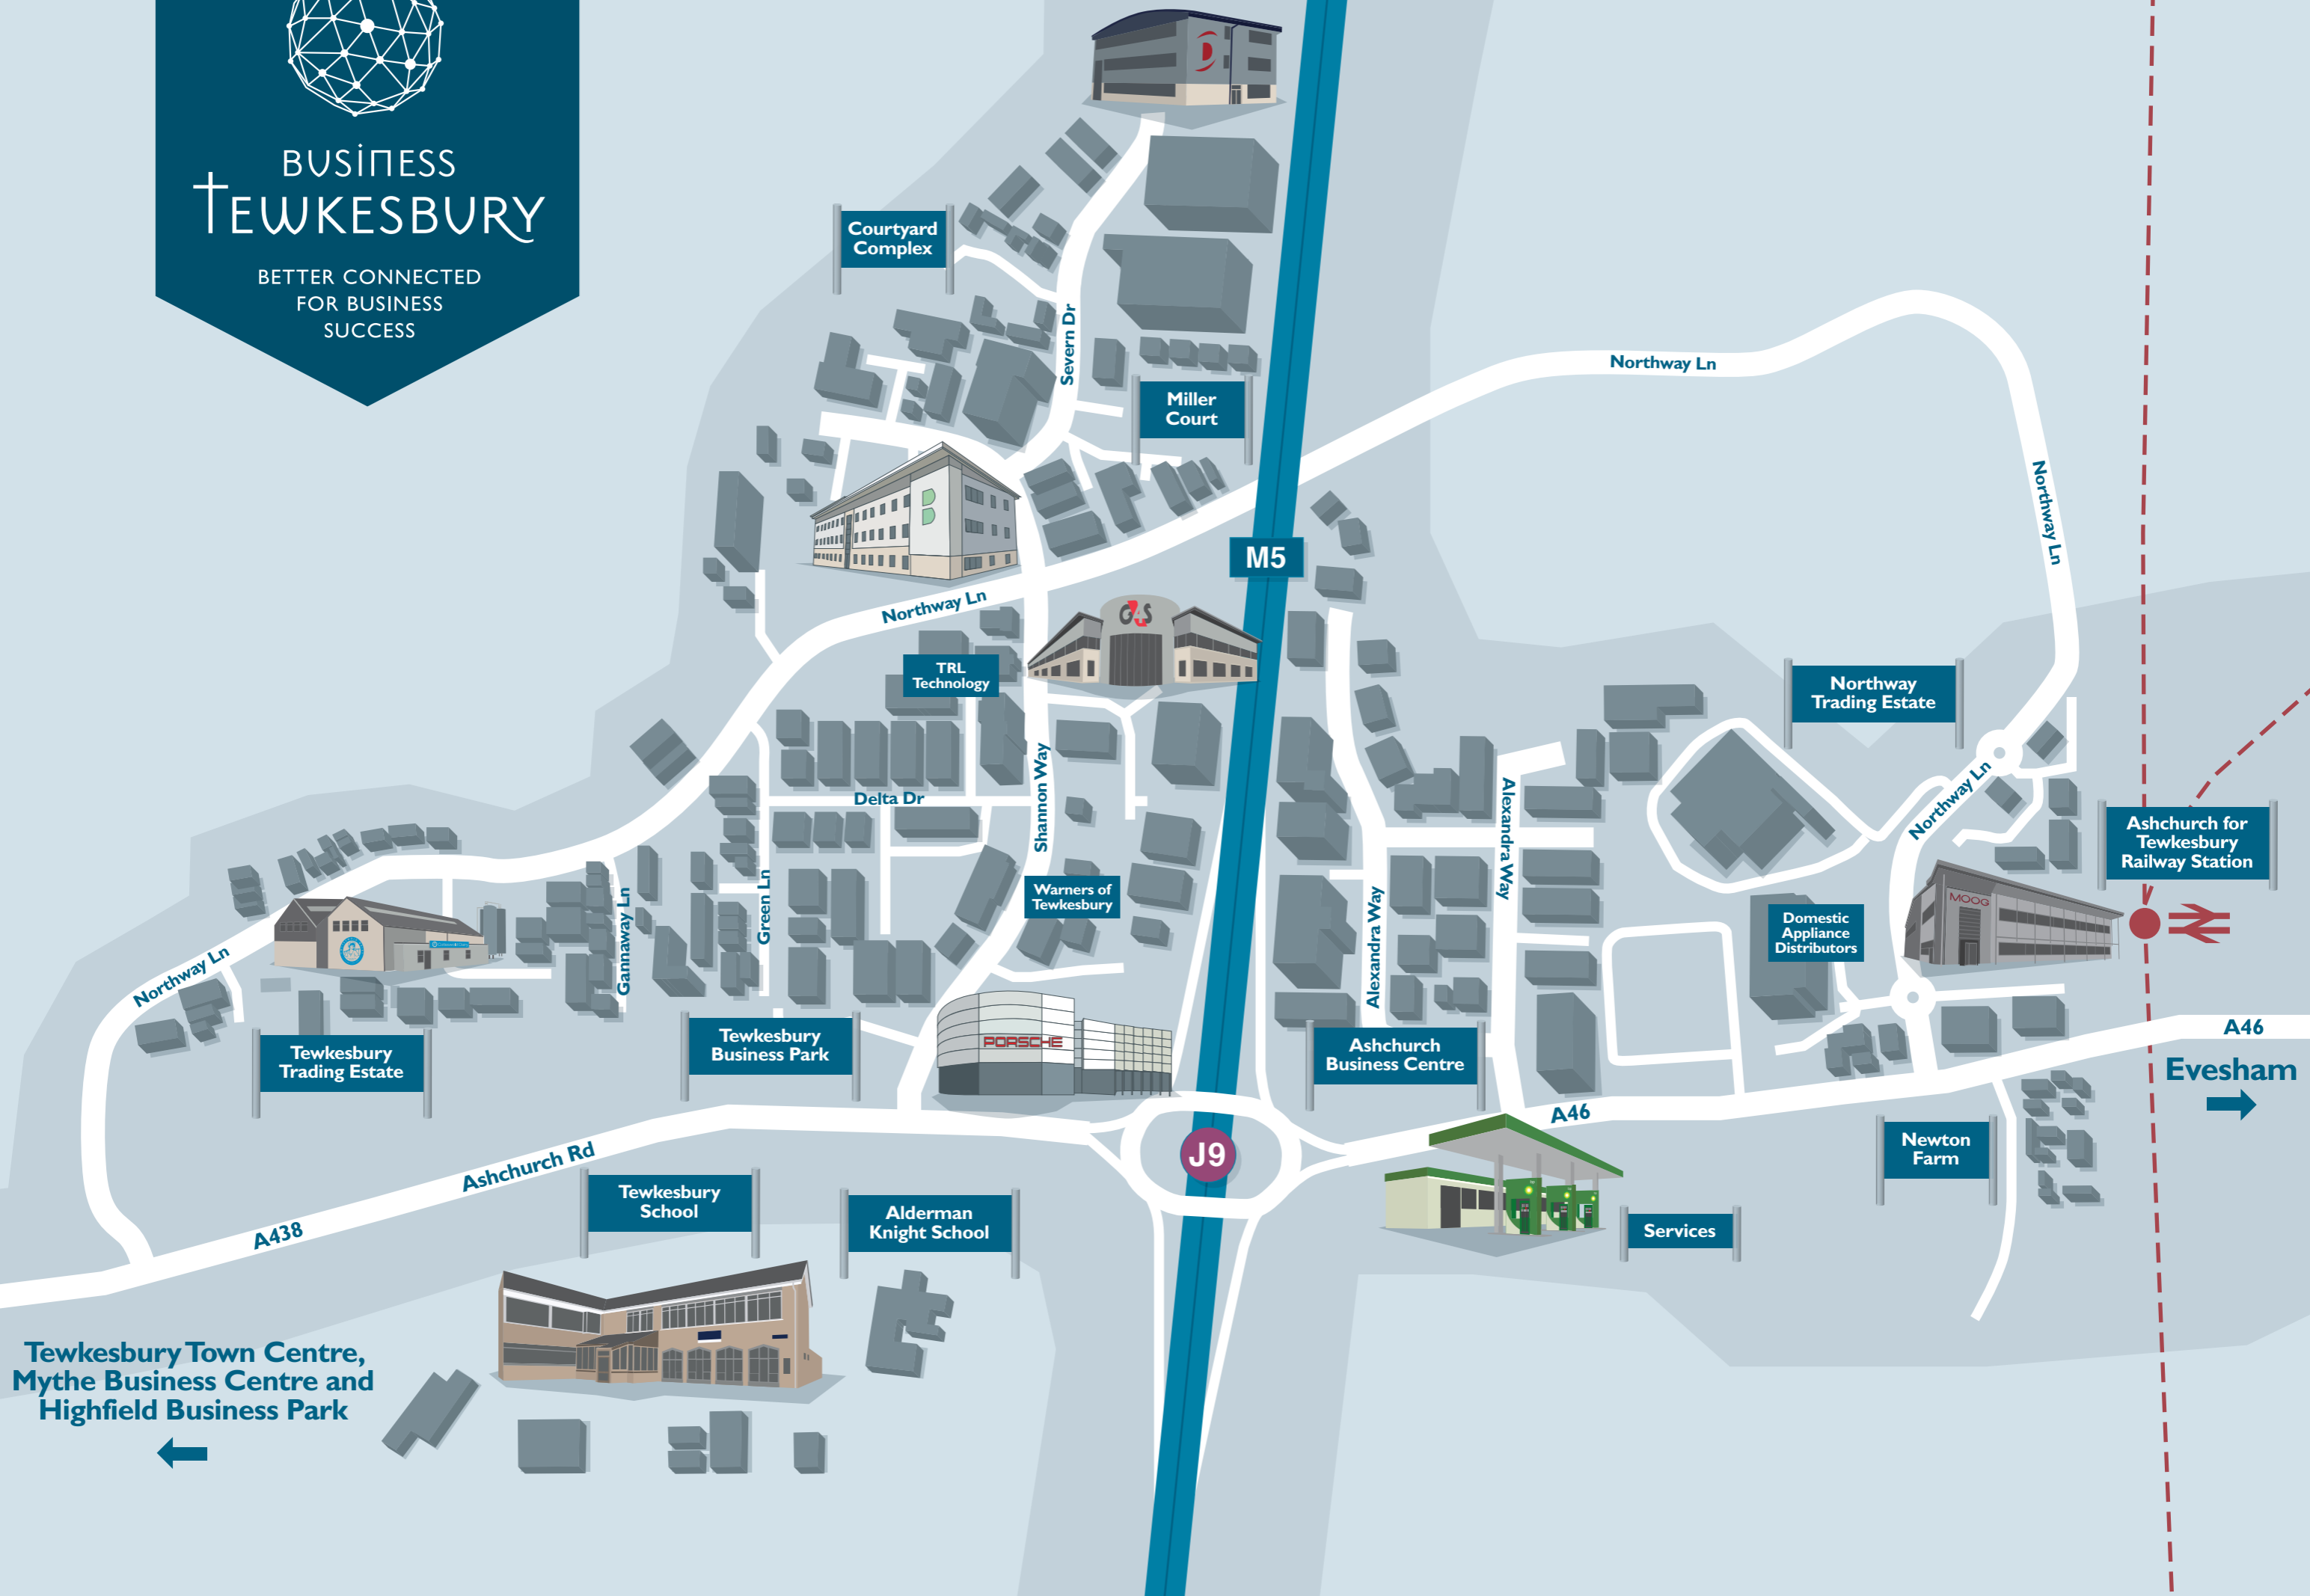 BUSINESS
TEWKESBURY
BETTER CONNECTED
FOR BUSINESS
SUCCESS
D
Courtyard
Complex
Severn Dr
Miller
Court
Northway Ln
Northway Ln
B
B
M5
Northway Ln
G4S
TRL
Technology
Northway
Trading Estate
Shannon Way
Delta Dr
Alexandra Way
Northway Ln
Ashchurch for
Tewkesbury
Railway Station
Warners of
Tewkesbury
Green Ln
Gannaway Ln
Alexandra Way
MOOG
Domestic
Appliance
Distributors
Northway Ln
Tewkesbury
Trading Estate
Tewkesbury
Business Park
PORSCHE
Ashchurch
Business Centre
A46
Evesham
A46
J9
Newton
Farm
Ashchurch Rd
A438
Tewkesbury
School
Alderman
Knight School
Services
Tewkesbury Town Centre,
Mythe Business Centre and
Highfield Business Park